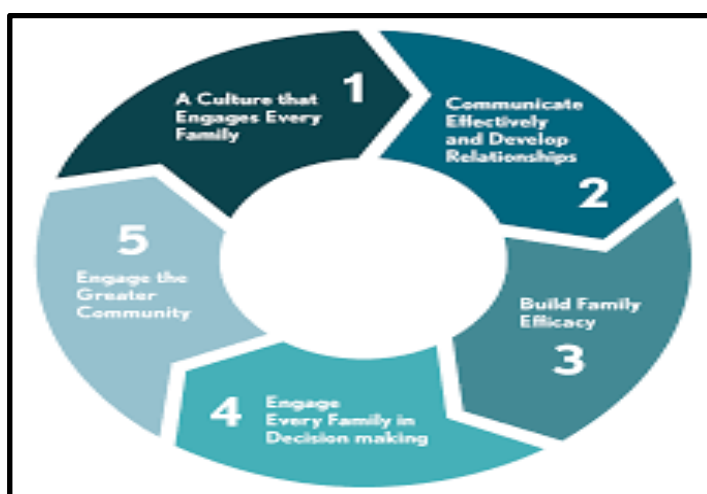 1
A Culture that
Engages Every
Family
Communicate
Effectively
and Develop
Relationships
2
Build Family
Efficacy
3
4
Engage
Every Family in
Decision making
5
Engage the
Greater
Community